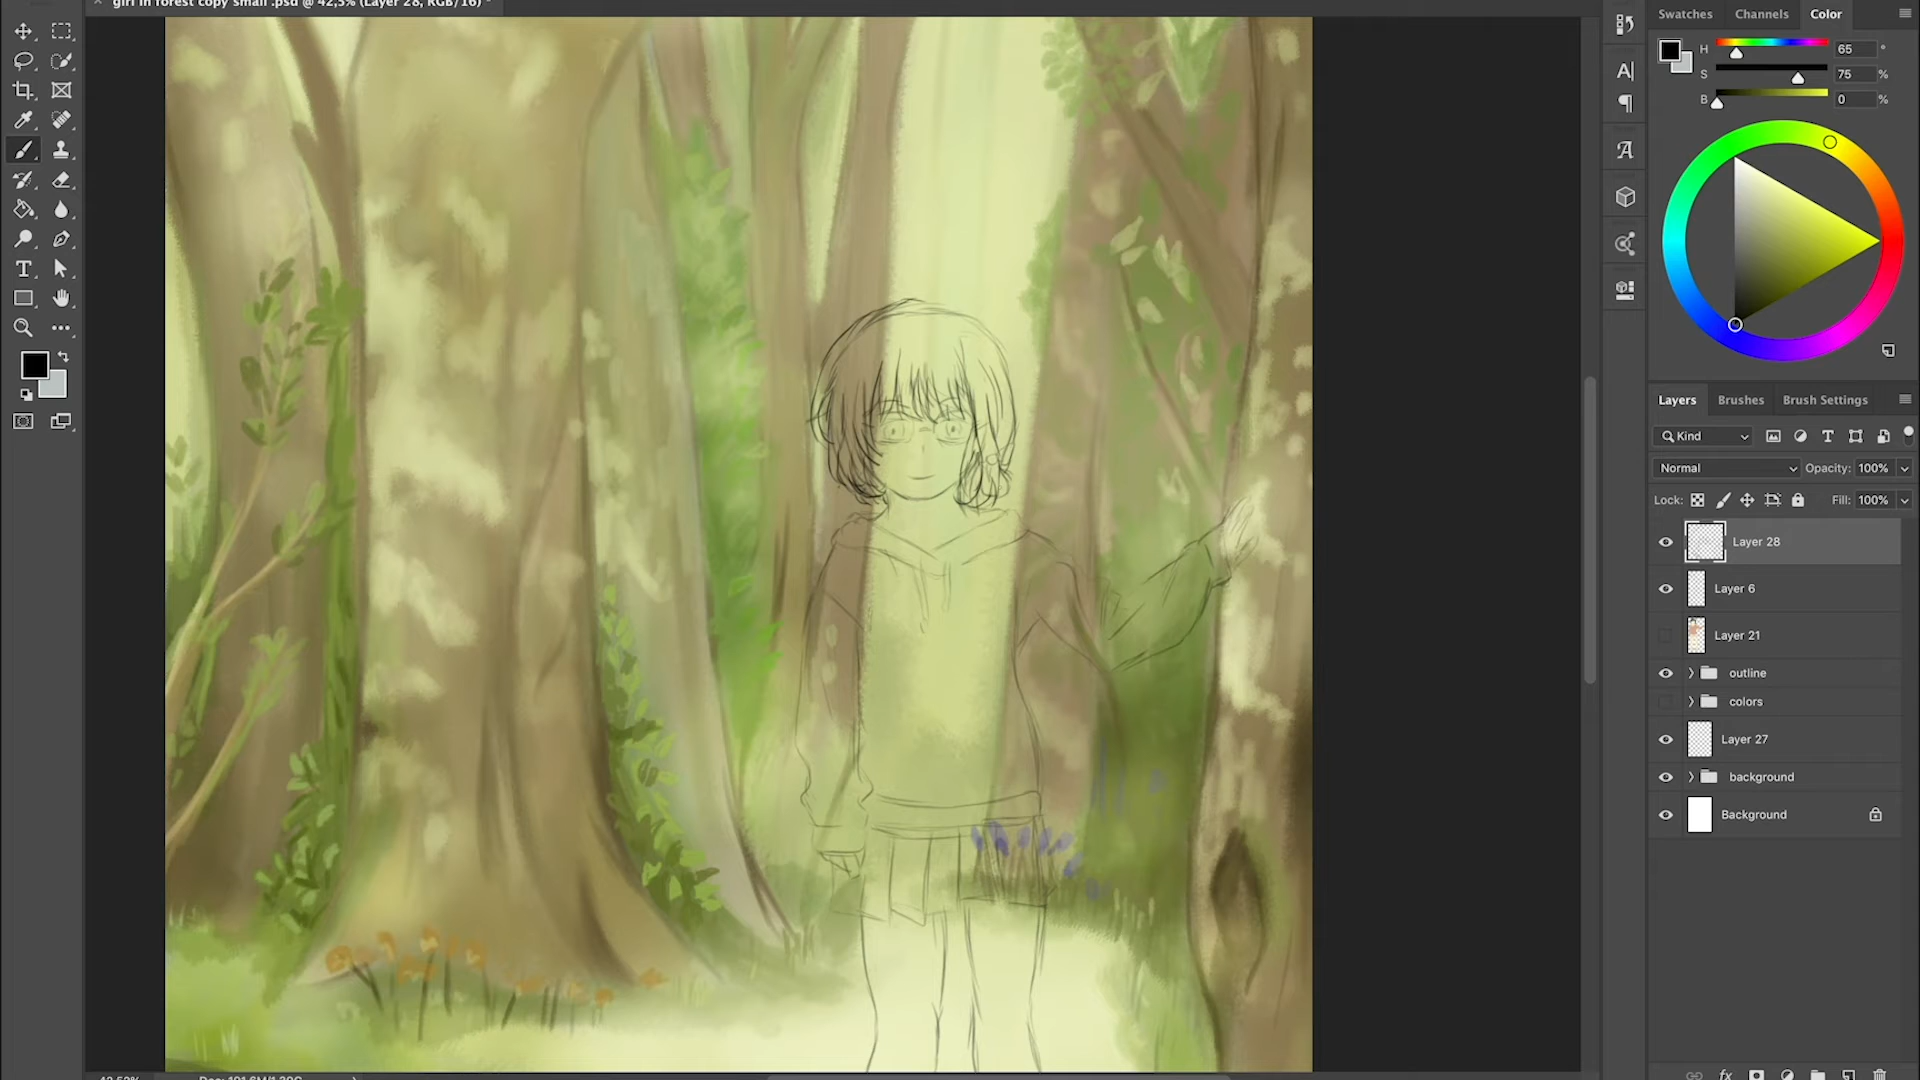 × girl in forest copy small .psd @ 42,5% (Layer 28, RGB/16) *
Swatches Channels Color
H 65 °
S 75 %
B 0 %
Layers Brushes Brush Settings
Kind
Normal Opacity: 100%
Lock: Fill: 100%
Layer 28
Layer 6
Layer 21
outline
colors
Layer 27
background
Background
fx